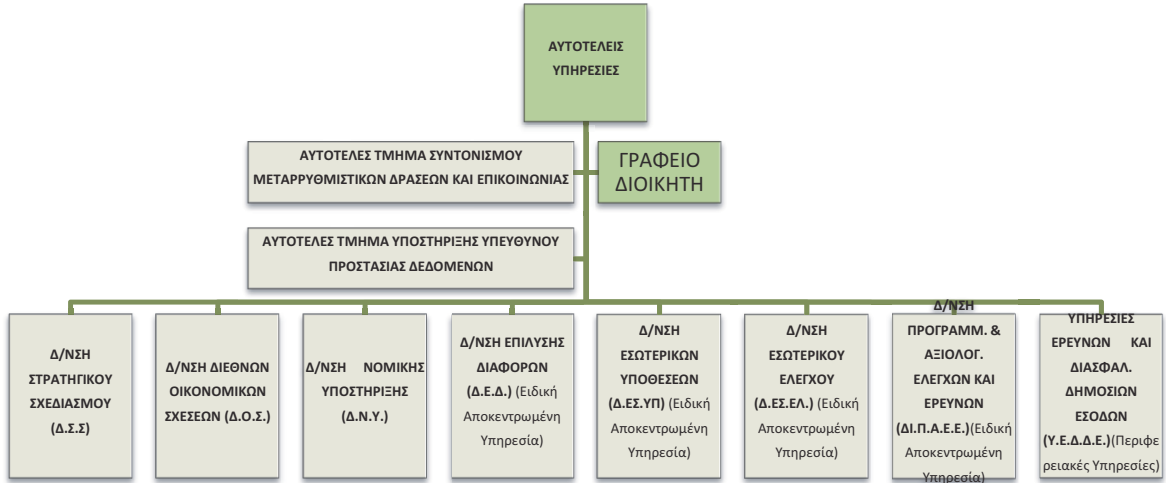 ΑΥΤΟΤΕΛΕΙΣ
ΥΠΗΡΕΣΙΕΣ
ΑΥΤΟΤΕΛΕΣ ΤΜΗΜΑ ΣΥΝΤΟΝΙΣΜΟΥ
ΜΕΤΑΡΡΥΘΜΙΣΤΙΚΩΝ ΔΡΑΣΕΩΝ ΚΑΙ ΕΠΙΚΟΙΝΩΝΙΑΣ
ΓΡΑΦΕΙΟ
ΔΙΟΙΚΗΤΗ
ΑΥΤΟΤΕΛΕΣ ΤΜΗΜΑ ΥΠΟΣΤΗΡΙΞΗΣ ΥΠΕΥΘΥΝΟΥ
ΠΡΟΣΤΑΣΙΑΣ ΔΕΔΟΜΕΝΩΝ
Δ/ΝΣΗ
ΣΤΡΑΤΗΓΙΚΟΥ
ΣΧΕΔΙΑΣΜΟΥ
(Δ.Σ.Σ)
Δ/ΝΣΗ ΔΙΕΘΝΩΝ
ΟΙΚΟΝΟΜΙΚΩΝ
ΣΧΕΣΕΩΝ (Δ.Ο.Σ.)
Δ/ΝΣΗ ΝΟΜΙΚΗΣ
ΥΠΟΣΤΗΡΙΞΗΣ
(Δ.Ν.Υ.)
Δ/ΝΣΗ ΕΠΙΛΥΣΗΣ
ΔΙΑΦΟΡΩΝ
(Δ.Ε.Δ.) (Ειδική
Αποκεντρωμένη
Υπηρεσία)
Δ/ΝΣΗ
ΕΣΩΤΕΡΙΚΩΝ
ΥΠΟΘΕΣΕΩΝ
(Δ.ΕΣ.ΥΠ) (Ειδική
Αποκεντρωμένη
Υπηρεσία)
Δ/ΝΣΗ
ΕΣΩΤΕΡΙΚΟΥ
ΕΛΕΓΧΟΥ
(Δ.ΕΣ.ΕΛ.) (Ειδική
Αποκεντρωμένη
Υπηρεσία)
Δ/ΝΣΗ
ΠΡΟΓΡΑΜΜ. &
ΑΞΙΟΛΟΓ.
ΕΛΕΓΧΩΝ ΚΑΙ
ΕΡΕΥΝΩΝ
(ΔΙ.Π.Α.Ε.Ε.)(Ειδική
Αποκεντρωμένη
Υπηρεσία)
ΥΠΗΡΕΣΙΕΣ
ΕΡΕΥΝΩΝ ΚΑΙ
ΔΙΑΣΦΑΛ.
ΔΗΜΟΣΙΩΝ
ΕΣΟΔΩΝ
(Υ.Ε.Δ.Δ.Ε.)(Περιφε
ρειακές Υπηρεσίες)